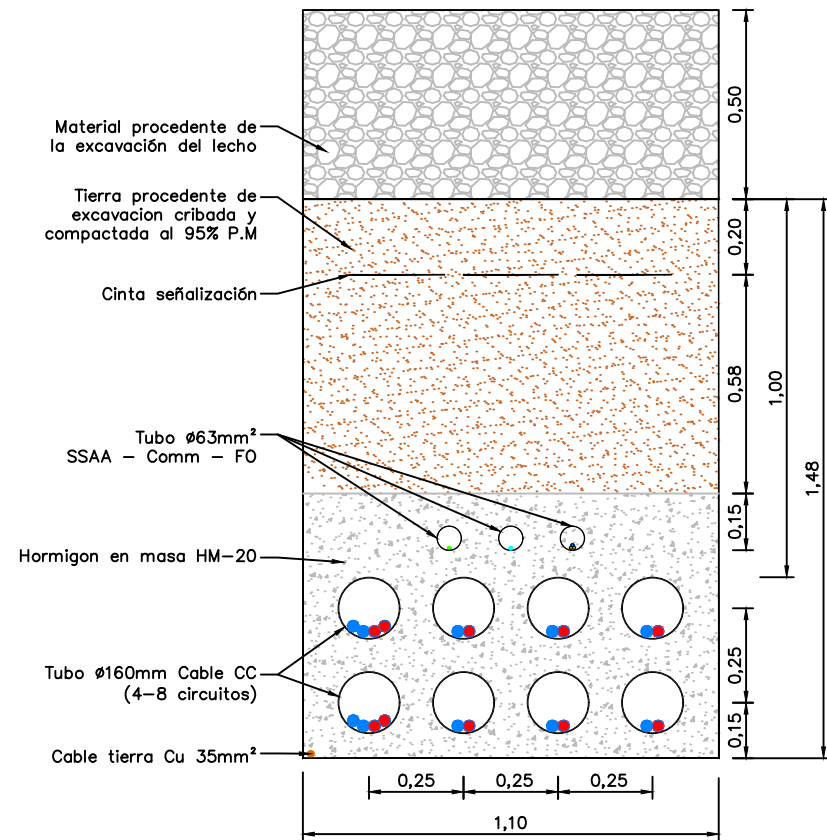 Material procedente de
la excavación del lecho
Tierra procedente de
excavacion cribada y
compactada al 95% P.M
Cinta señalización
Tubo ø63mm²
SSAA - Comm - FO
Hormigon en masa HM-20
Tubo ø160mm Cable CC
(4-8 circuitos)
Cable tierra Cu 35mm²
0,50
0,20
0,58
1,00
1,48
0,15
0,25
0,15
0,25
0,25
0,25
1,10